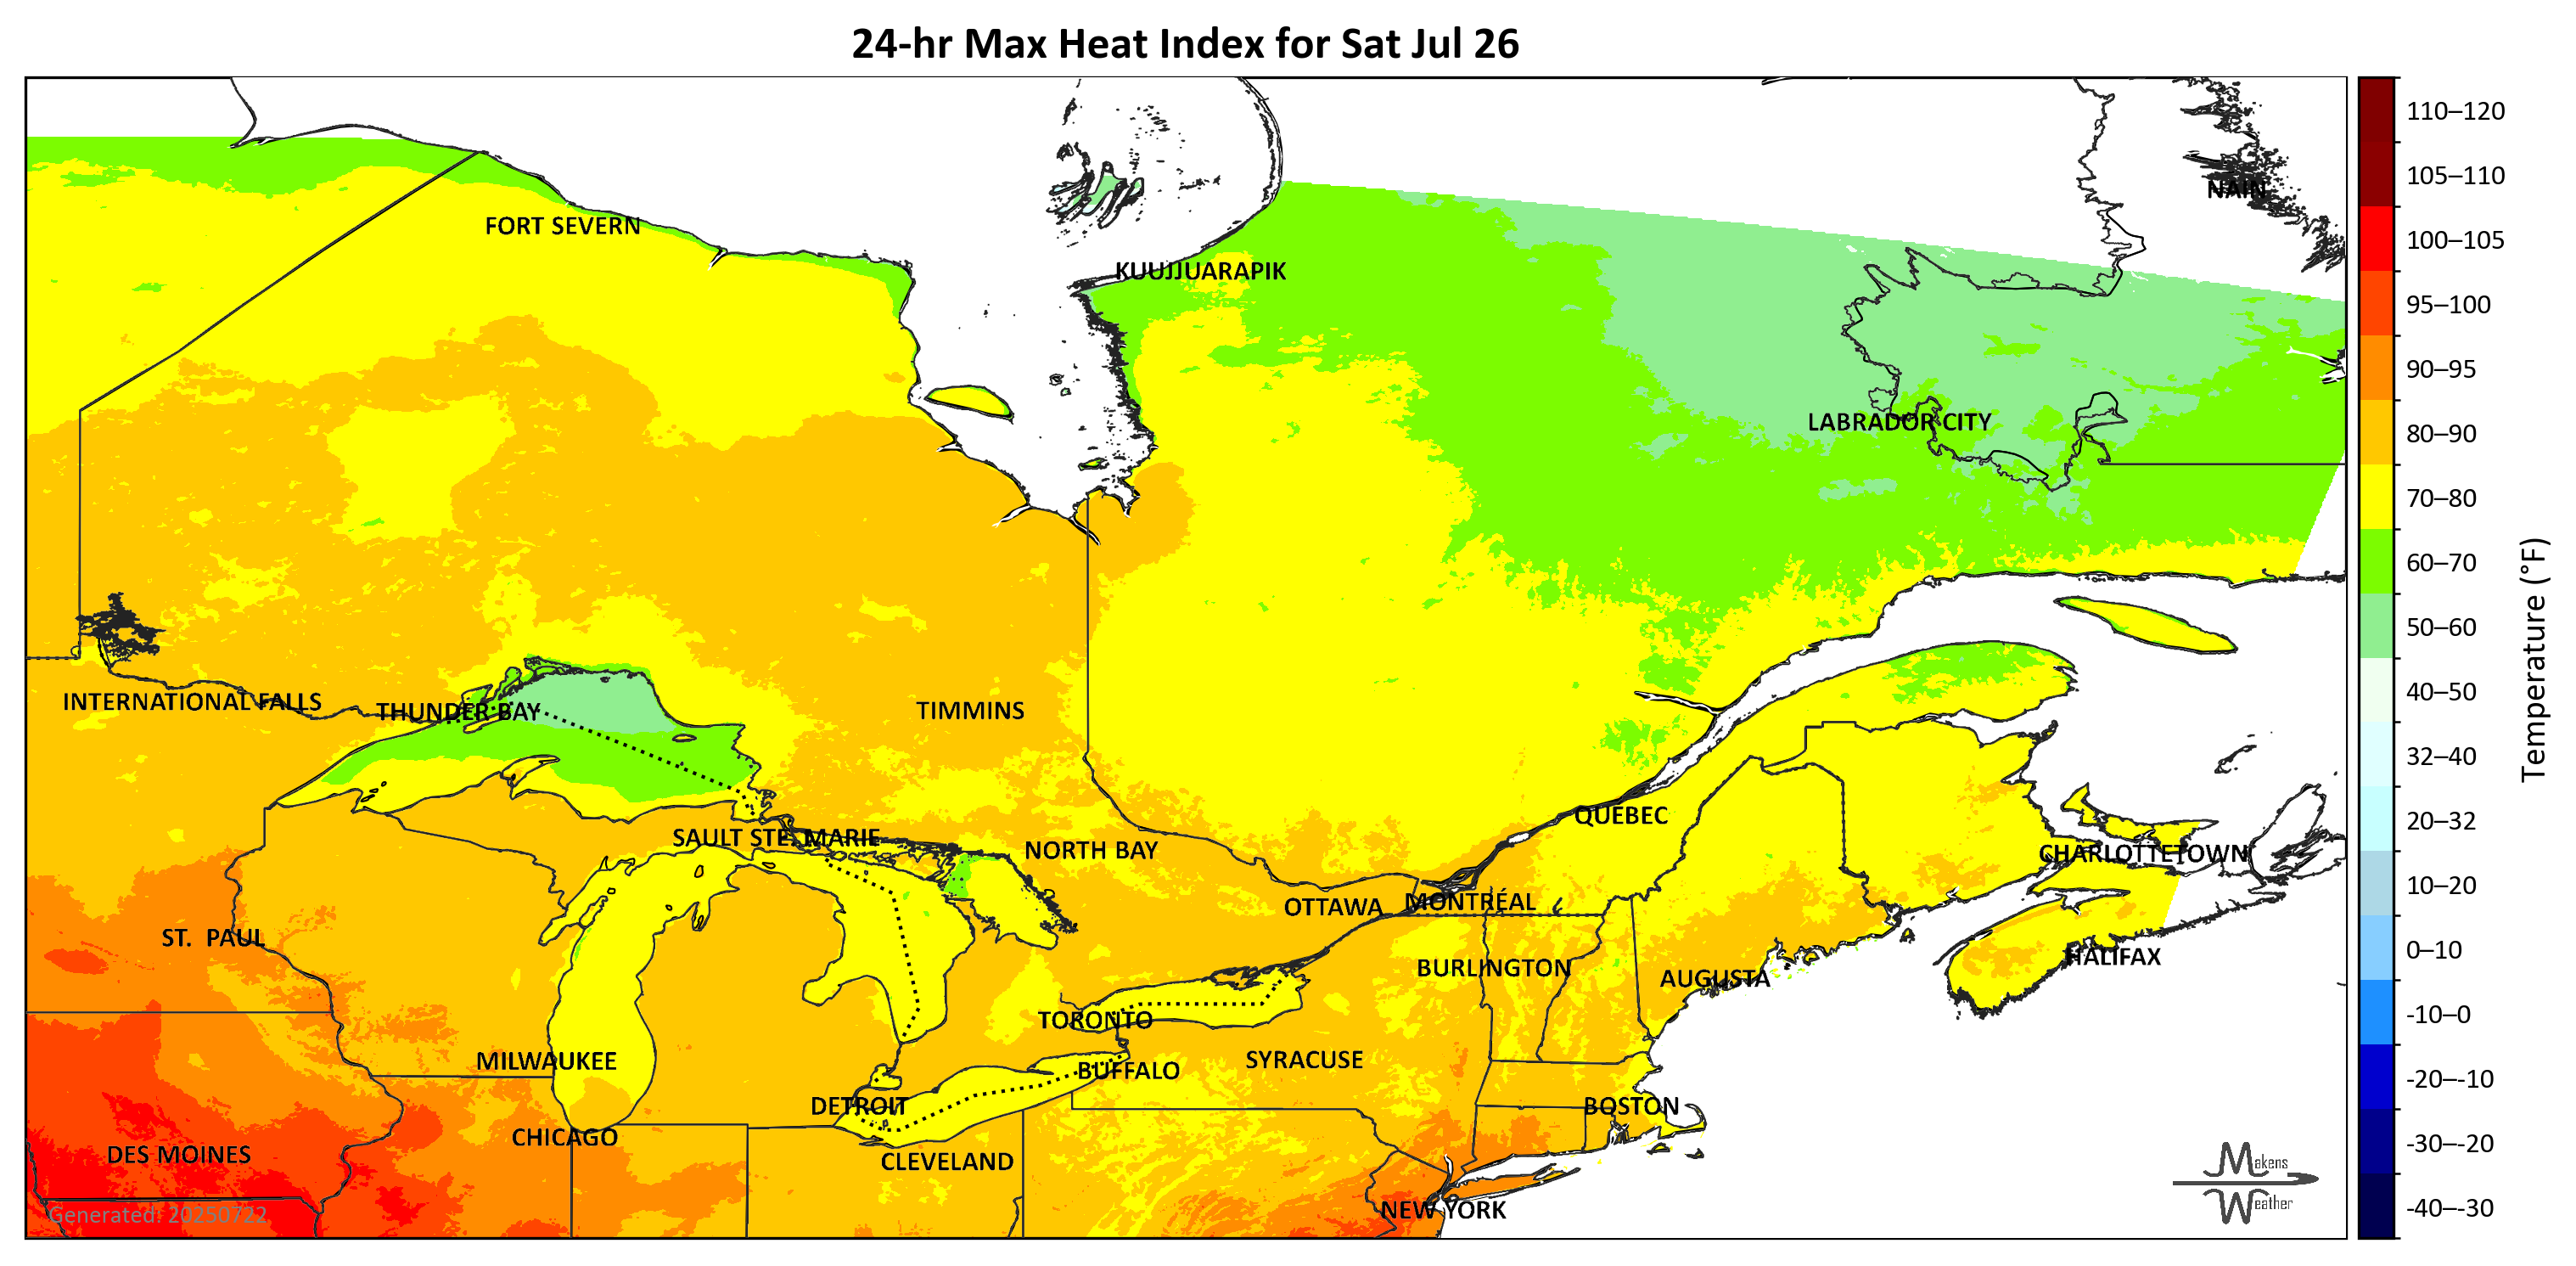 24-hr Max Heat Index for Sat Jul 26
NAIN
FORT SEVERN
KUUJJUARAPIK
LABRADOR CITY
INTERNATIONAL FALLS
THUNDER BAY
TIMMINS
QUEBEC
SAULT STE. MARIE
NORTH BAY
CHARLOTTETOWN
OTTAWA
MONTRÉAL
ST. PAUL
HALIFAX
BURLINGTON
AUGUSTA
TORONTO
MILWAUKEE
SYRACUSE
BUFFALO
DETROIT
BOSTON
CHICAGO
DES MOINES
CLEVELAND
NEW YORK
Generated: 20250722
Makens
Weather
110–120
105–110
100–105
95–100
90–95
80–90
70–80
60–70
50–60
40–50
32–40
20–32
10–20
0–10
-10–0
-20–-10
-30–-20
-40–-30
Temperature (°F)